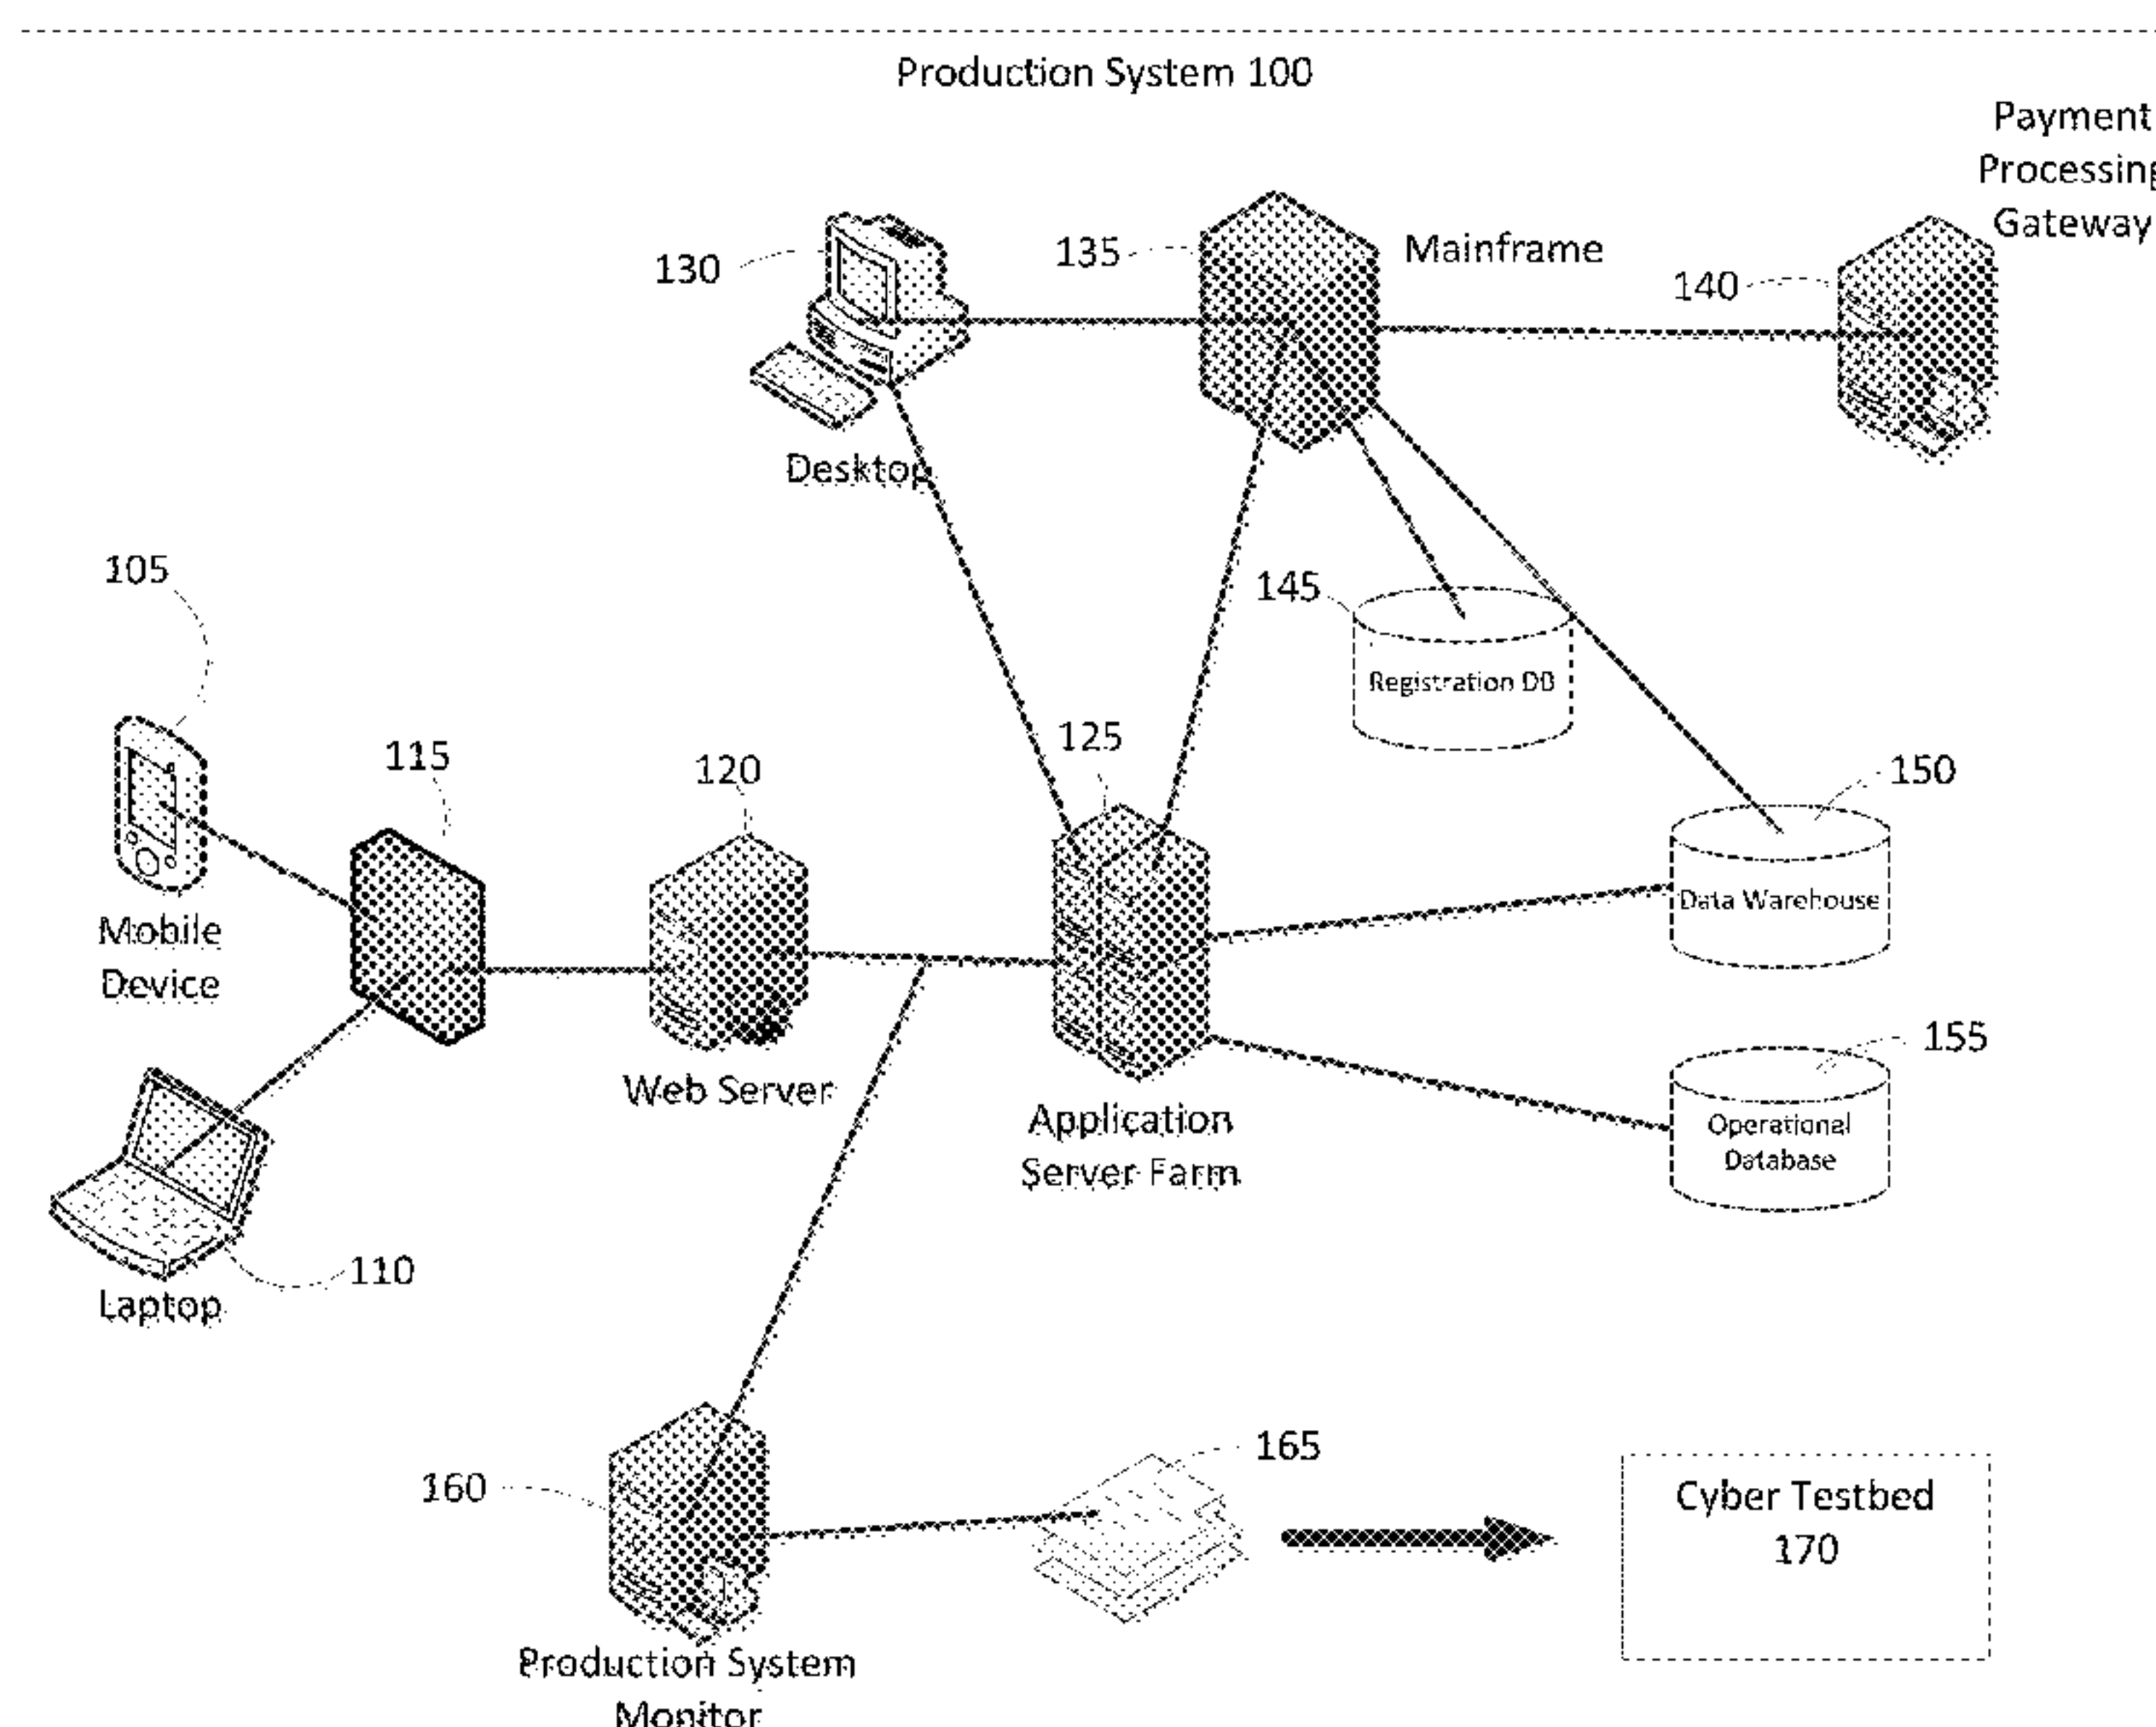 Production System 100
Payment
Processing
Gateway
130
135
Mainframe
140
Desktop
105
145
Registration DB
115
120
125
150
Data Warehouse
Mobile
Device
Web Server
155
Operational
Database
Application
Server Farm
110
Laptop
160
165
Cyber Testbed
170
Production System
Monitor